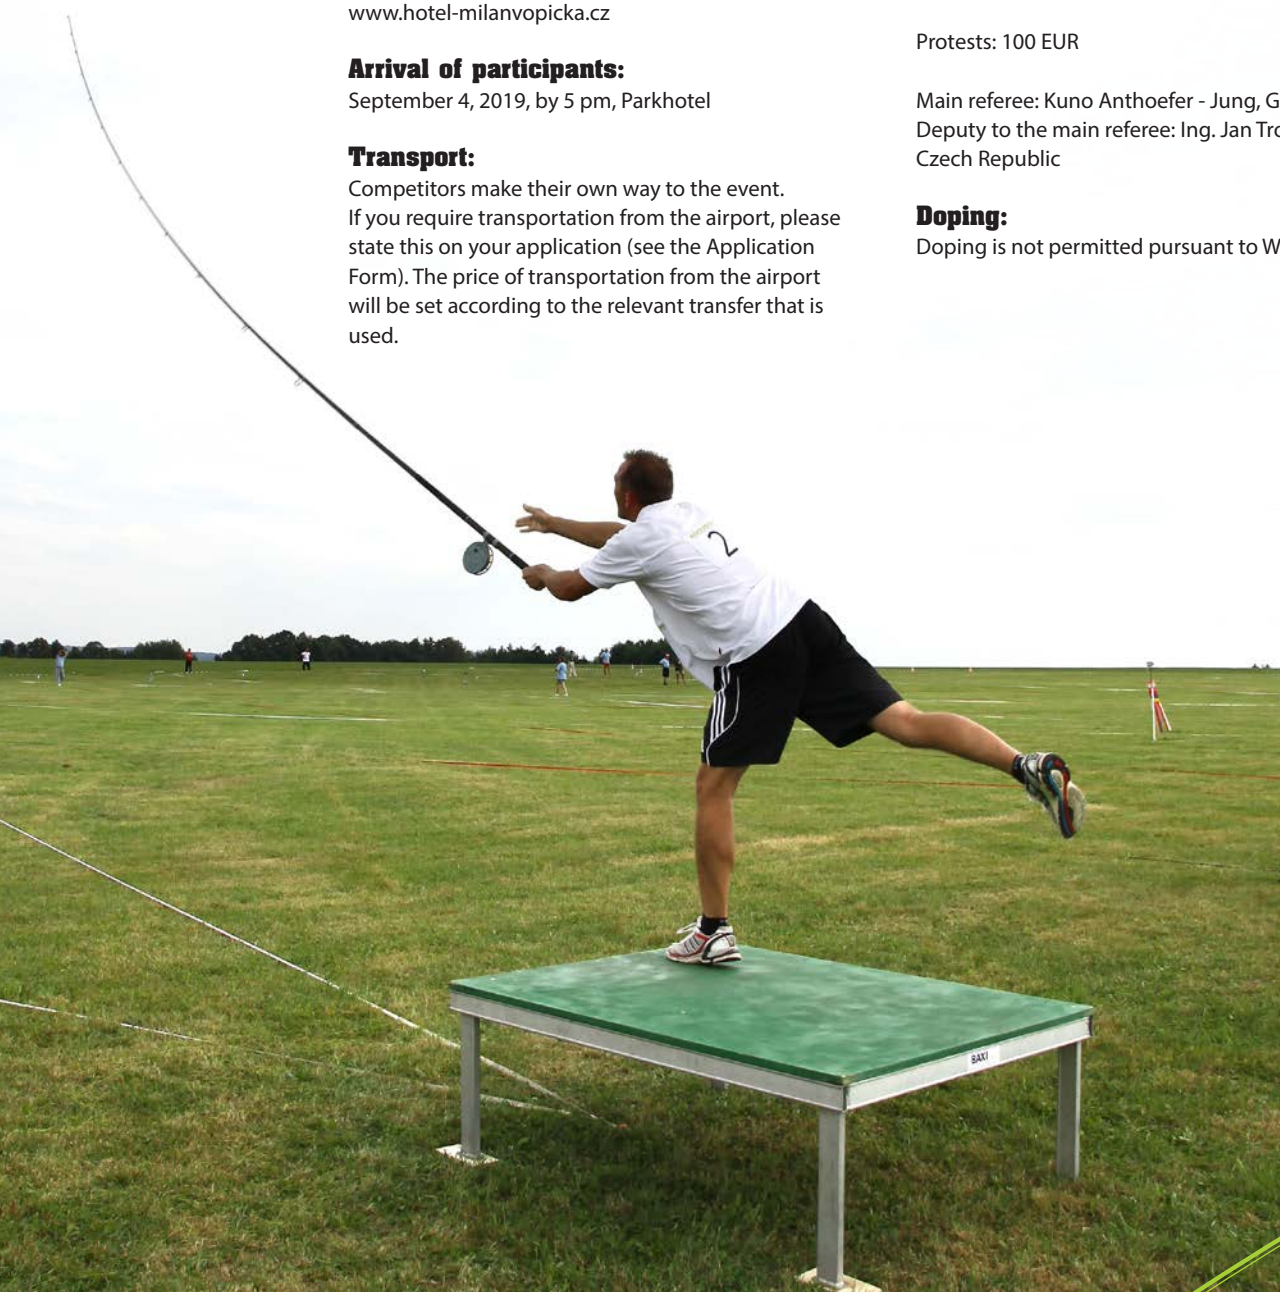 www.hotel-milanvopicka.cz
Arrival of participants:
September 4, 2019, by 5 pm, Parkhotel
Transport:
Competitors make their own way to the event.
If you require transportation from the airport, please
state this on your application (see the Application
Form). The price of transportation from the airport
will be set according to the relevant transfer that is
used.
Protests: 100 EUR
Main referee: Kuno Anthoefer - Jung, G
Deputy to the main referee: Ing. Jan Tro
Czech Republic
Doping:
Doping is not permitted pursuant to W
2
BAXI